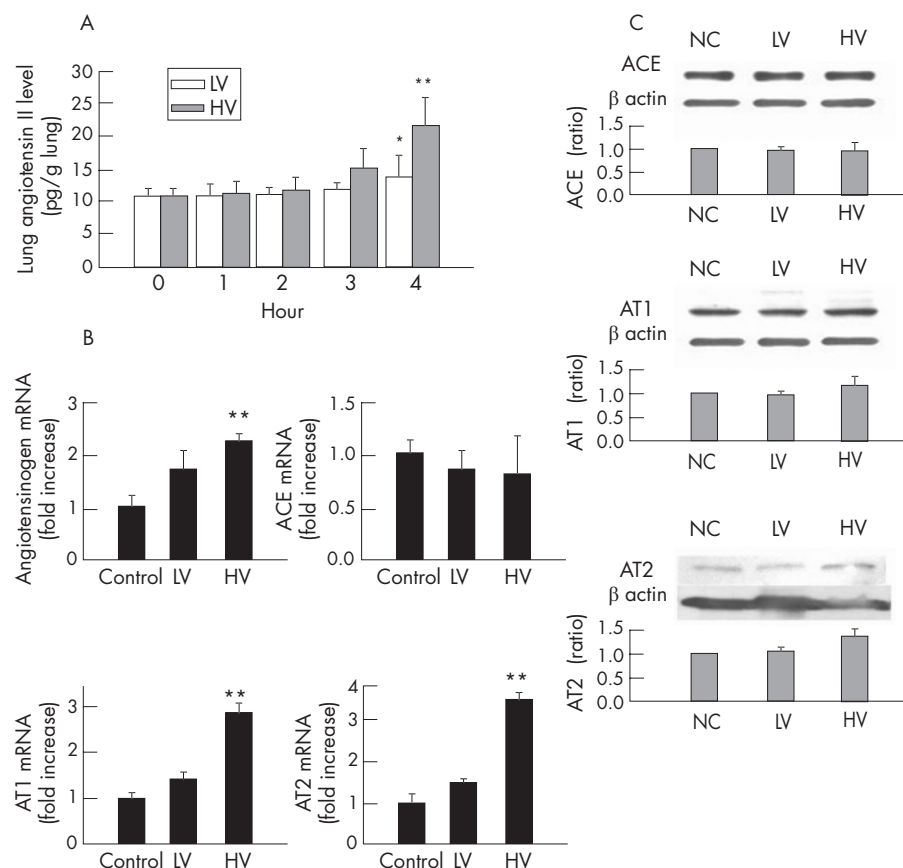 A
Lung angiotensin II level
(pg/g lung)
30
25
20
15
10
5
0
LV
HV
*
**
0 1 2 3 4
Hour
B
Angiotensinogen mRNA
(fold increase)
3
2
1
0
**
Control LV HV
ACE mRNA
(fold increase)
1.5
1.0
0.5
0.0
Control LV HV
AT1 mRNA
(fold increase)
3
2
1
0
**
Control LV HV
AT2 mRNA
(fold increase)
4
3
2
1
0
**
Control LV HV
C
NC LV HV
ACE
β actin
ACE (ratio)
1.5
1.0
0.5
0.0
NC LV HV
NC LV HV
AT1
β actin
AT1 (ratio)
1.5
1.0
0.5
0.0
NC LV HV
NC LV HV
AT2
β actin
AT2 (ratio)
1.5
1.0
0.5
0.0
NC LV HV